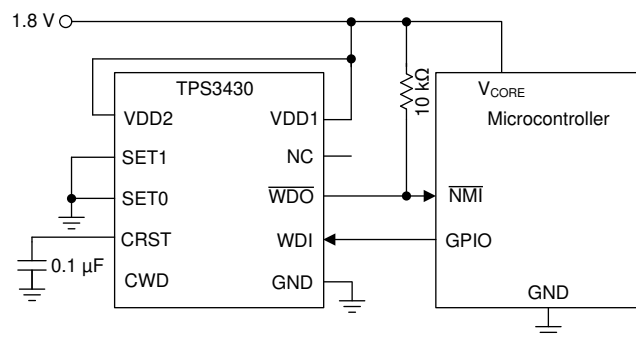 1.8 V
TPS3430
VDD2
VDD1
SET1
NC
SET0
WDO
CRST
WDI
0.1 µF
CWD
GND
10 kΩ
VCORE
Microcontroller
NMI
GPIO
GND